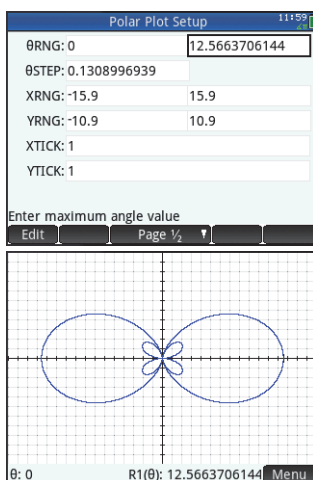 Polar Plot Setup 11:59
θRNG: 0 12.5663706144
θSTEP: 0.1308996939
XRNG: -15.9 15.9
YRNG: -10.9 10.9
XTICK: 1
YTICK: 1
Enter maximum angle value
Edit Page ½
θ: 0 R1(θ): 12.5663706144 Menu